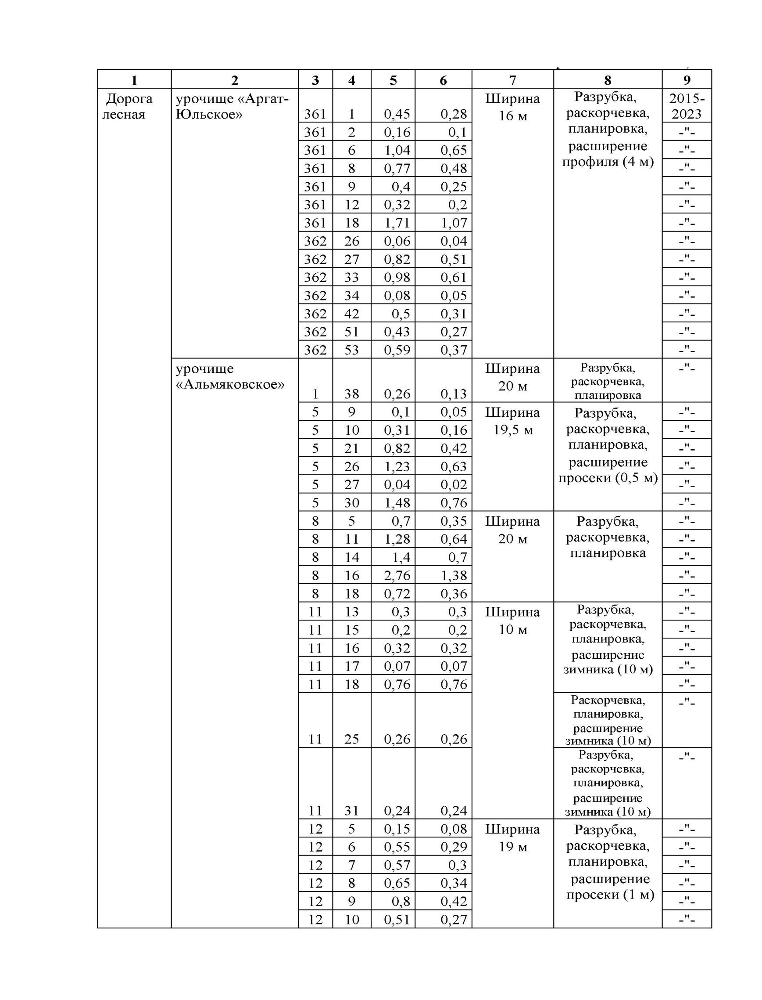 1 2 3 4 5 6 7 8 9
Дорога лесная урочище «Аргат-Юльское» 361 1 0,45 0,28 Ширина 16 м Разрубка, раскорчевка, планировка, расширение профиля (4 м) 2015-2023
361 2 0,16 0,1 -"-
361 6 1,04 0,65 -"-
361 8 0,77 0,48 -"-
361 9 0,4 0,25 -"-
361 12 0,32 0,2 -"-
361 18 1,71 1,07 -"-
362 26 0,06 0,04 -"-
362 27 0,82 0,51 -"-
362 33 0,98 0,61 -"-
362 34 0,08 0,05 -"-
362 42 0,5 0,31 -"-
362 51 0,43 0,27 -"-
362 53 0,59 0,37 -"-
урочище «Альмяковское» 1 38 0,26 0,13 Ширина 20 м Разрубка, раскорчевка, планировка -"-
5 9 0,1 0,05 Ширина 19,5 м Разрубка, раскорчевка, планировка, расширение просеки (0,5 м) -"-
5 10 0,31 0,16 -"-
5 21 0,82 0,42 -"-
5 26 1,23 0,63 -"-
5 27 0,04 0,02 -"-
5 30 1,48 0,76 -"-
8 5 0,7 0,35 Ширина 20 м Разрубка, раскорчевка, планировка -"-
8 11 1,28 0,64 -"-
8 14 1,4 0,7 -"-
8 16 2,76 1,38 -"-
8 18 0,72 0,36 -"-
11 13 0,3 0,3 Ширина 10 м Разрубка, раскорчевка, планировка, расширение зимника (10 м) -"-
11 15 0,2 0,2 -"-
11 16 0,32 0,32 -"-
11 17 0,07 0,07 -"-
11 18 0,76 0,76 -"-
11 25 0,26 0,26 Раскорчевка, планировка, расширение зимника (10 м) -"-
11 31 0,24 0,24 Разрубка, раскорчевка, планировка, расширение зимника (10 м) -"-
12 5 0,15 0,08 Ширина 19 м Разрубка, раскорчевка, планировка, расширение просеки (1 м) -"-
12 6 0,55 0,29 -"-
12 7 0,57 0,3 -"-
12 8 0,65 0,34 -"-
12 9 0,8 0,42 -"-
12 10 0,51 0,27 -"-